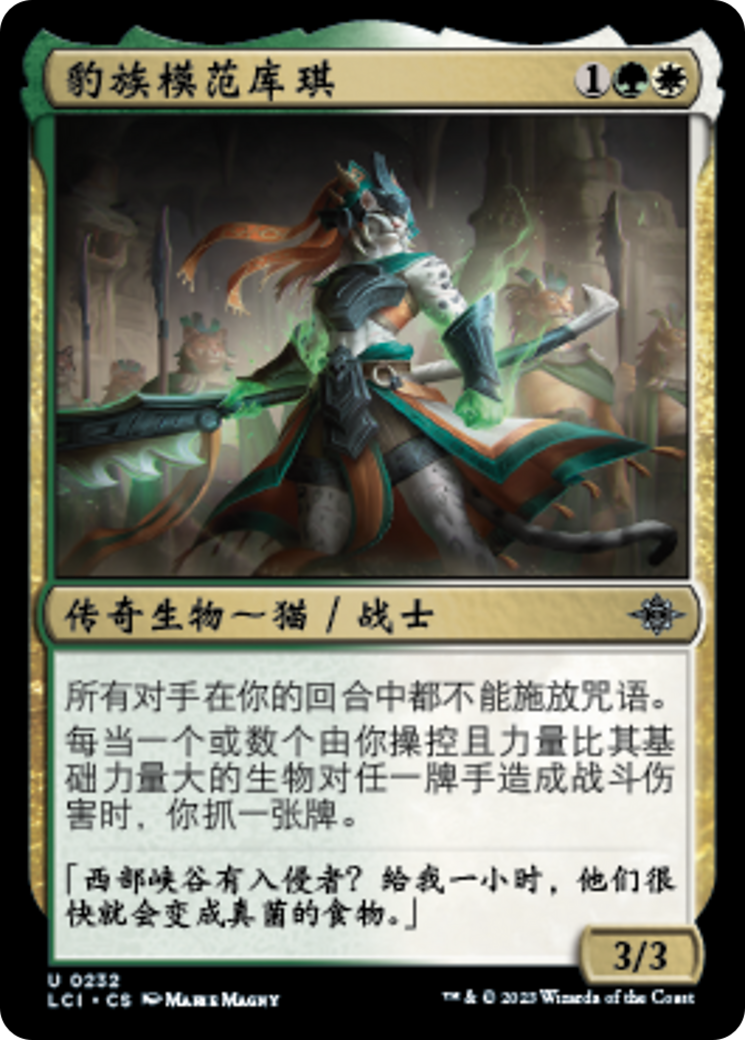 豹族模范库琪 1
传奇生物～猫／战士
所有对手在你的回合中都不能施放咒语。
每当一个或数个由你操控且力量比其基
础力量大的生物对任一牌手造成战斗伤
害时，你抓一张牌。
「西部峡谷有入侵者？给我一小时，他们很
快就会变成真菌的食物。」
3/3
U 0232
LCI • CS Marie Magny
™ & © 2023 Wizards of the Coast